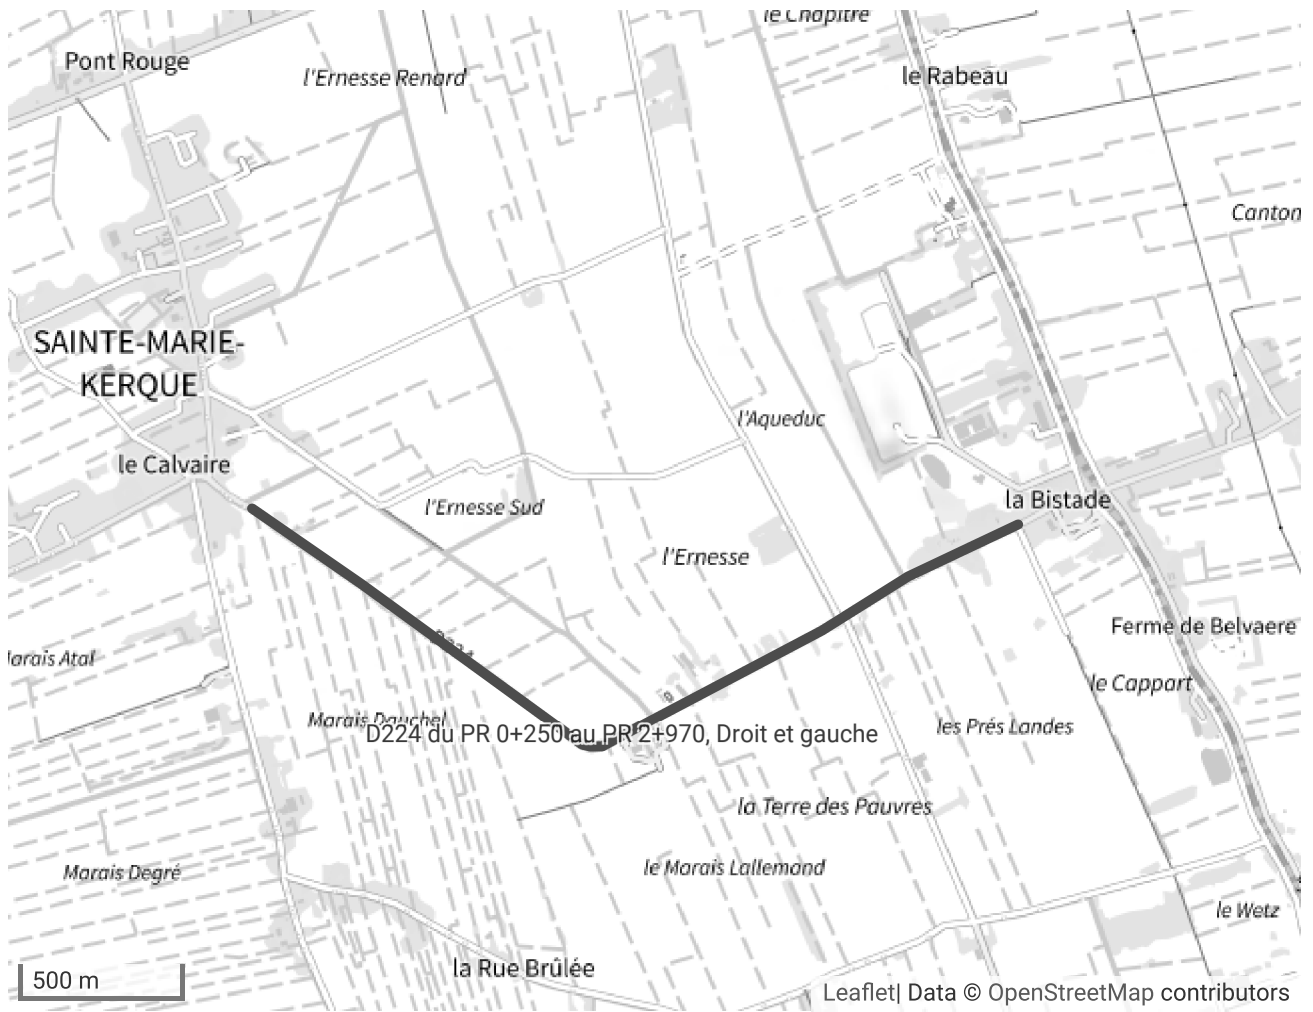 le Chapitre
Pont Rouge
l'Ernesse Renard
le Rabeau
Canton
SAINTE-MARIE-
KERQUE
l'Aqueduc
le Calvaire
l'Ernesse Sud
la Bistade
l'Ernesse
Ferme de Belvaere
arais Atal
le Cappart
Marais Dauchel
les Prés Landes
D224 du PR 0+250 au PR 2+970, Droit et gauche
la Terre des Pauvres
le Marais Lallemand
Marais Degré
le Wetz
la Rue Brûlée
500 m
Leaflet | Data © OpenStreetMap contributors